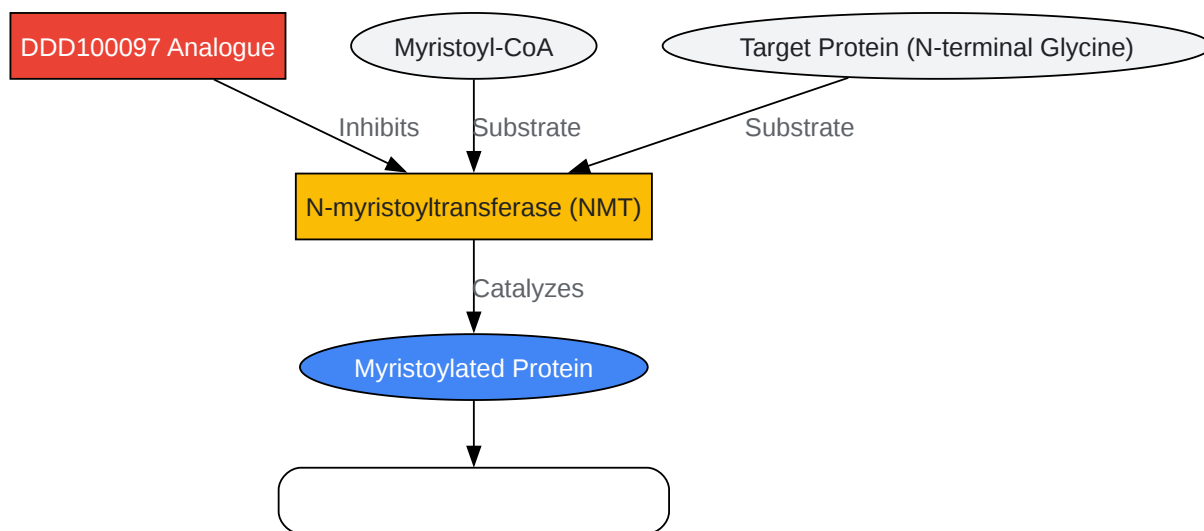 DDD100097 Analogue
Myristoyl-CoA
Target Protein (N-terminal Glycine)
Inhibits
Substrate
Substrate
N-myristoyltransferase (NMT)
Catalyzes
Myristoylated Protein